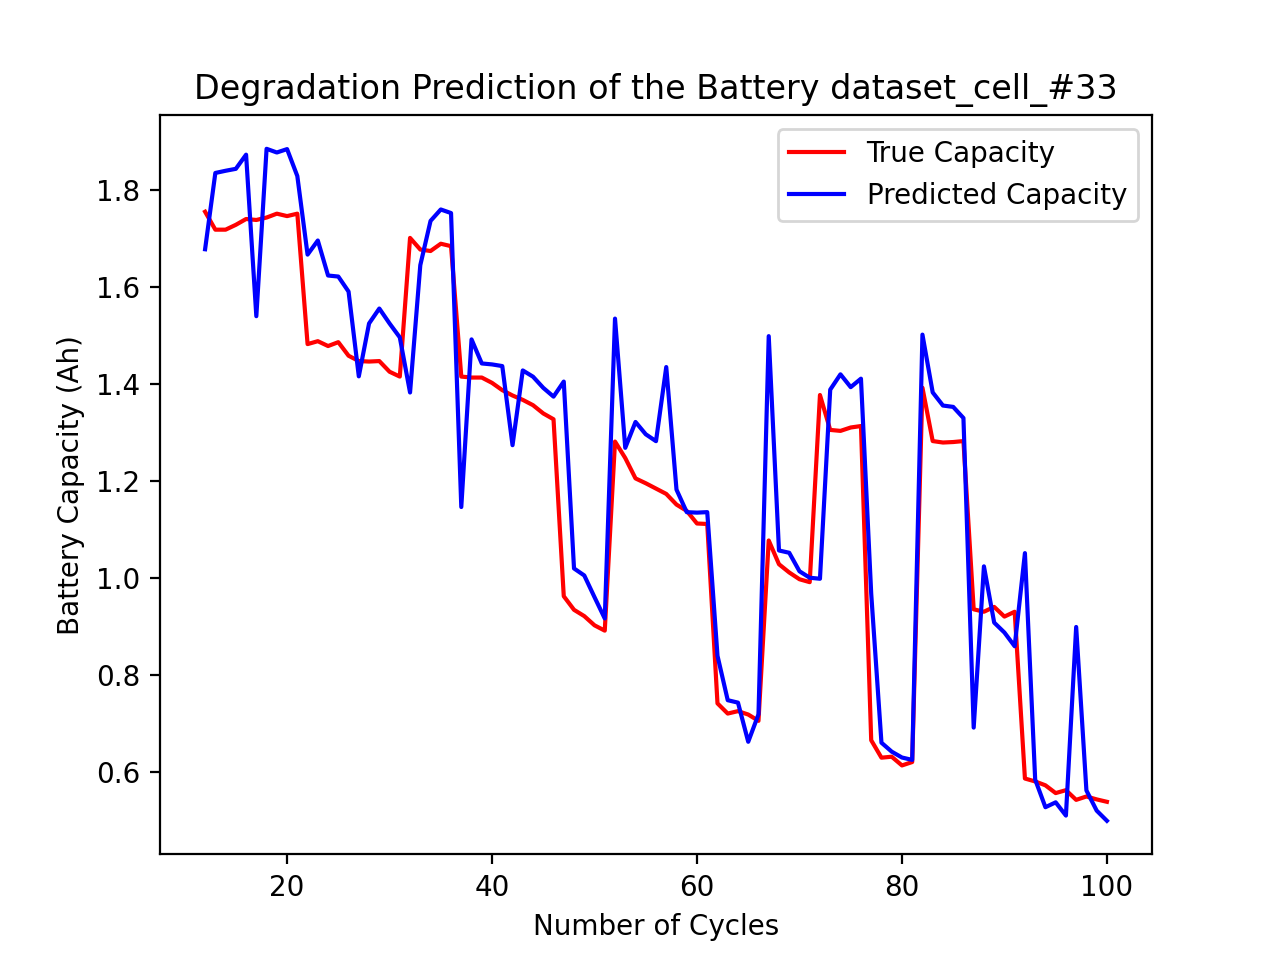 Degradation Prediction of the Battery dataset_cell_#33
True Capacity
Predicted Capacity
Battery Capacity (Ah)
1.8
1.6
1.4
1.2
1.0
0.8
0.6
20 40 60 80 100
Number of Cycles